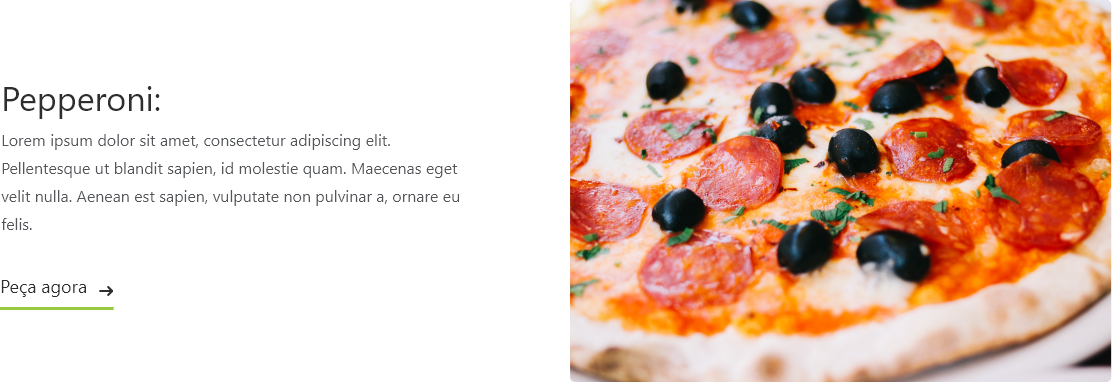 Pepperoni:
Lorem ipsum dolor sit amet, consectetur adipiscing elit.
Pellentesque ut blandit sapien, id molestie quam. Maecenas eget
velit nulla. Aenean est sapien, vulputate non pulvinar a, ornare eu
felis.
Peça agora →